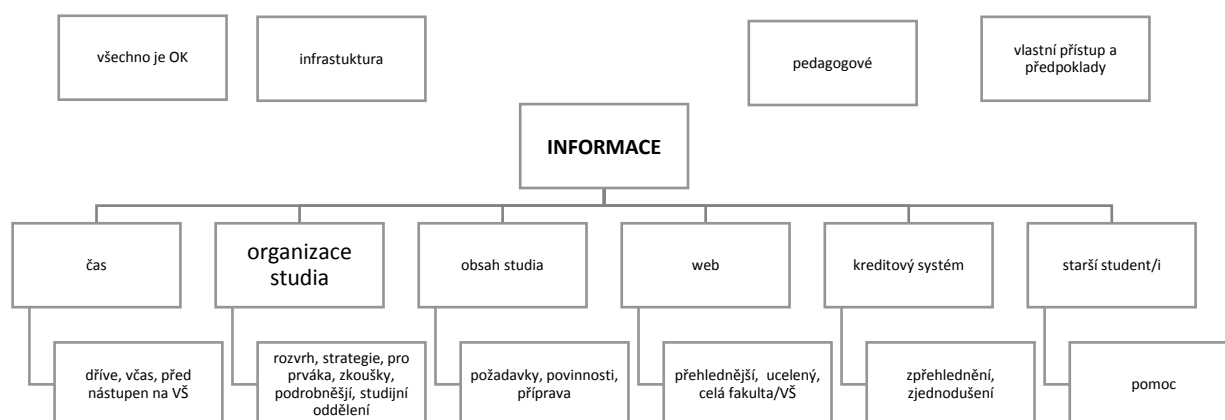 všechno je OK
infrastuktura
pedagogové
vlastní přístup a
předpoklady
INFORMACE
čas
organizace
studia
obsah studia
web
kreditový systém
starší student/i
dříve, včas, před
nástupen na VŠ
rozvrh, strategie, pro
prváka, zkoušky,
podrobnějšjí, studijní
oddělení
požadavky, povinnosti,
příprava
přehlednější,  ucelený,
celá fakulta/VŠ
zpřehlednění,
zjednodušení
pomoc